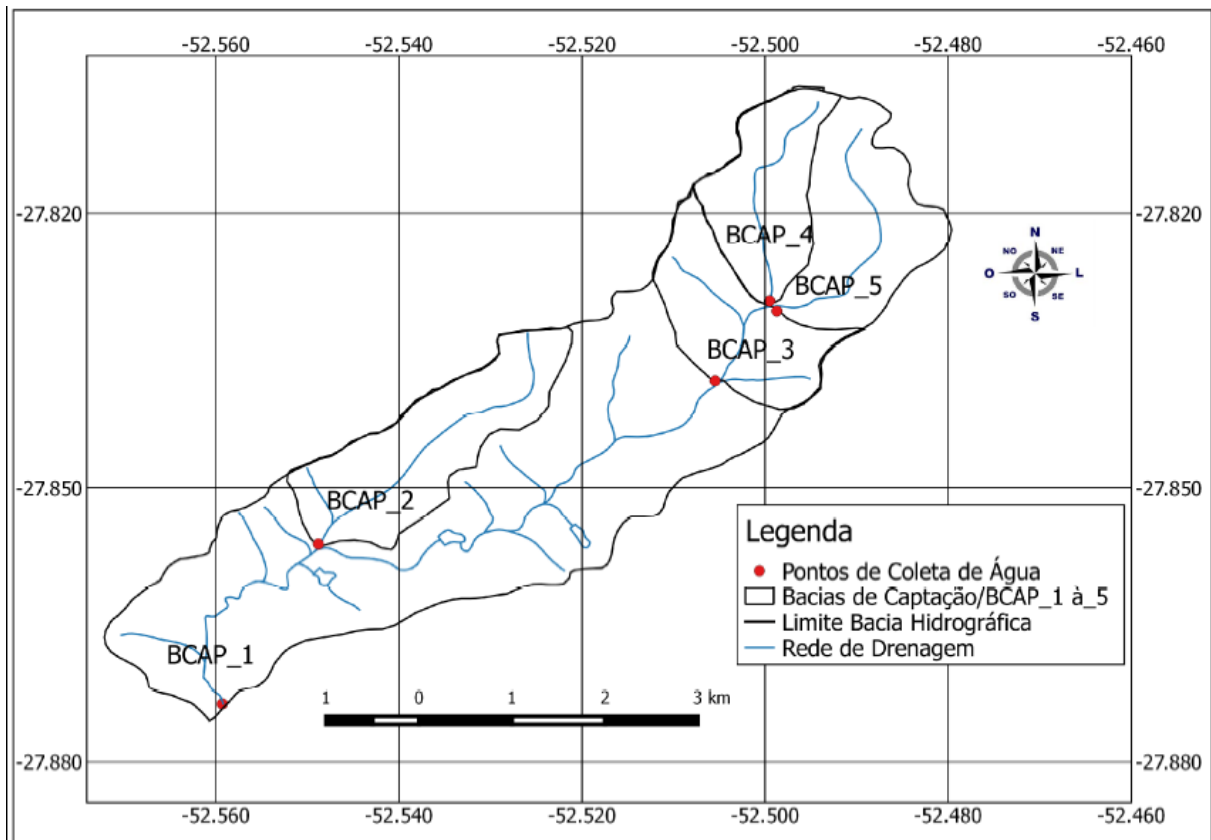 -52.560 -52.540 -52.520 -52.500 -52.480 -52.460
-27.820 -27.820
BCAP_4
N
NO NE
O L
SO SE
S
BCAP_5
BCAP_3
-27.850 -27.850
BCAP_2
Legenda
Pontos de Coleta de Água
Bacias de Captação/BCAP_1 à_5
Limite Bacia Hidrográfica
Rede de Drenagem
BCAP_1
1 0 1 2 3 km
-27.880 -27.880
-52.560 -52.540 -52.520 -52.500 -52.480 -52.460